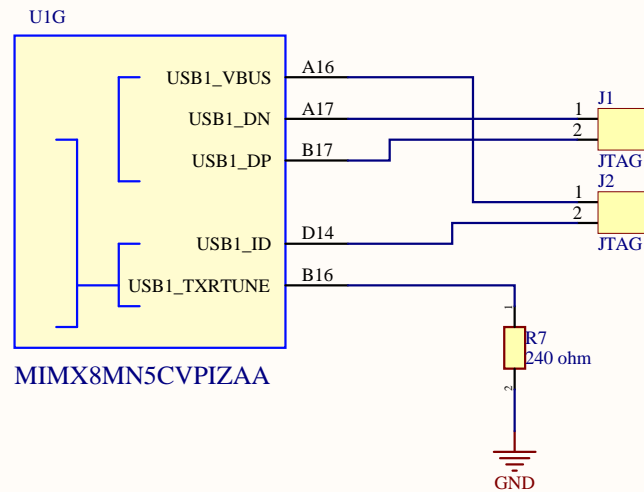 U1G
USB1_VBUS A16
USB1_DN A17
USB1_DP B17
USB1_ID D14
USB1_TXRTUNE B16
MIMX8MN5CVPIZAA
J1
1
2
JTAG
J2
1
2
JTAG
1
R7
240 ohm
2
GND